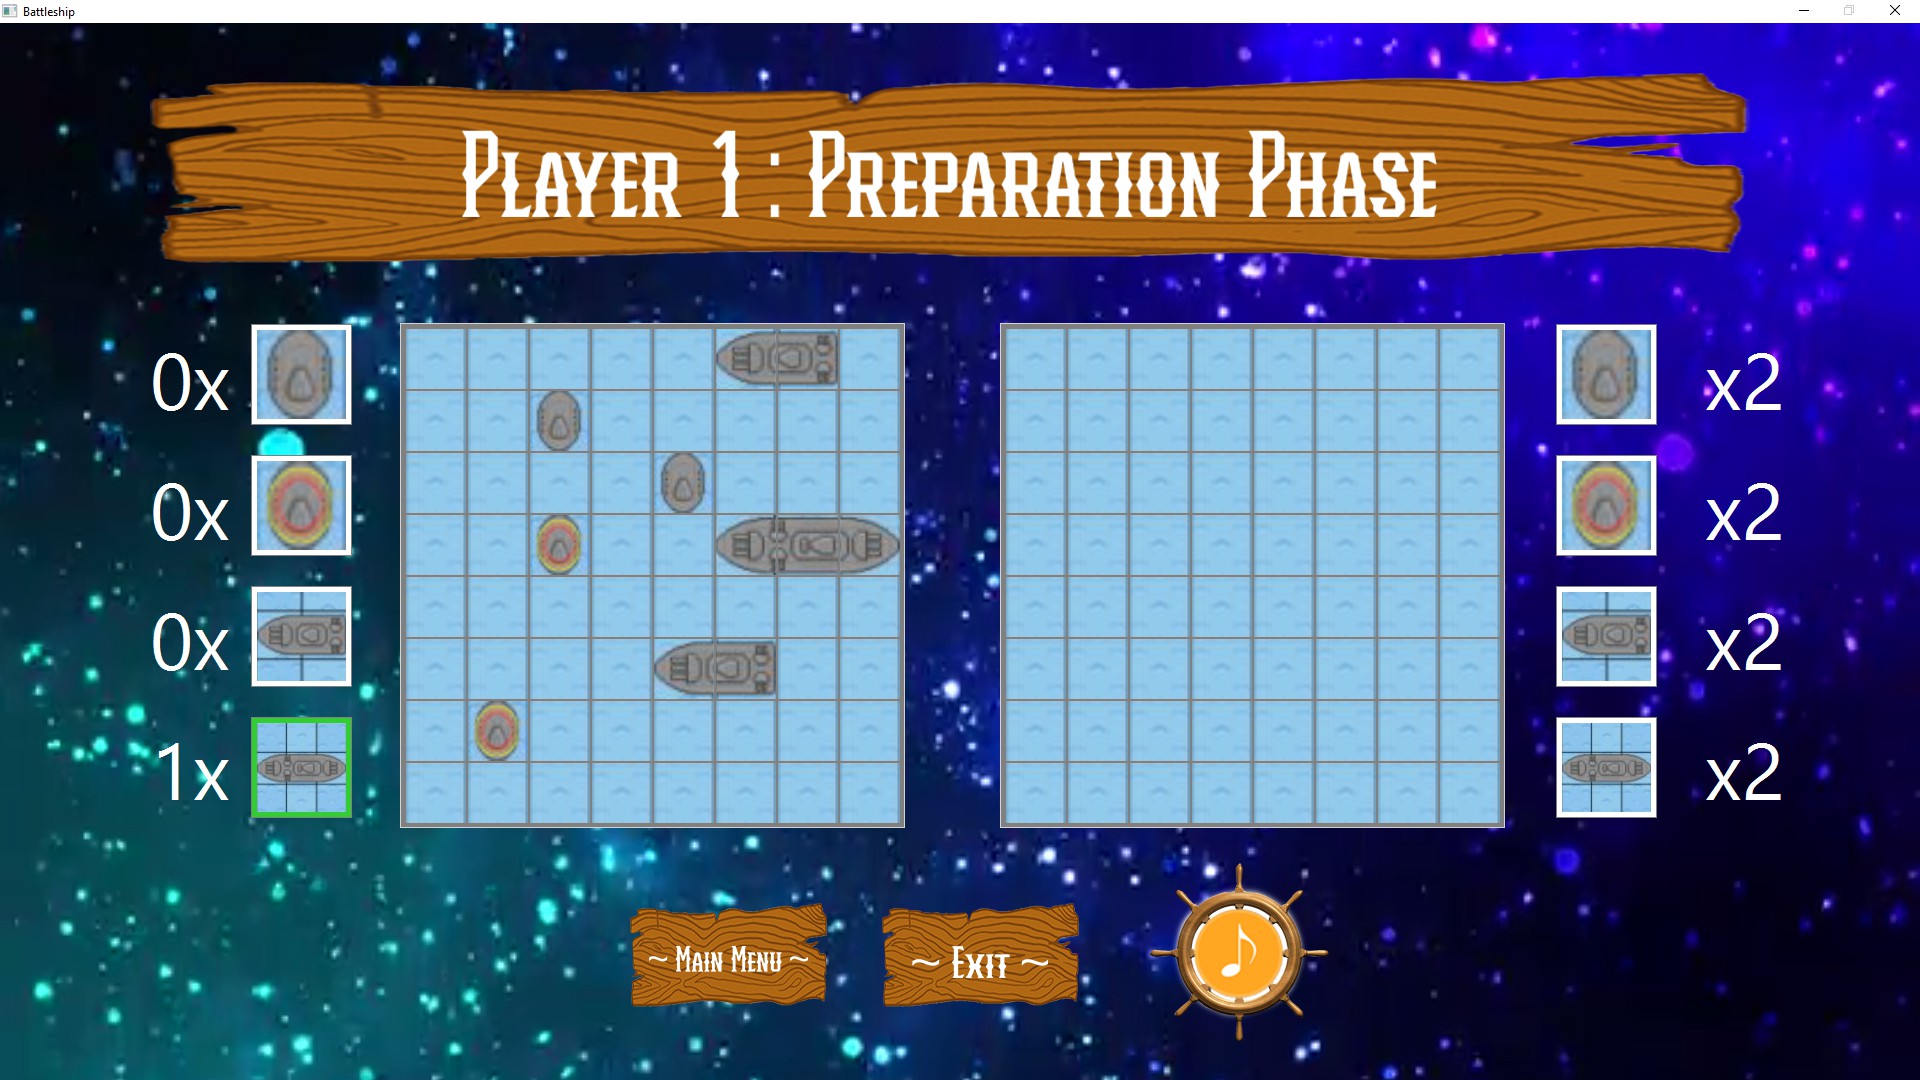 Battleship
Player 1 : Preparation Phase
0x
x2
0x
x2
0x
x2
1x
x2
~ Main Menu ~
~ Exit ~